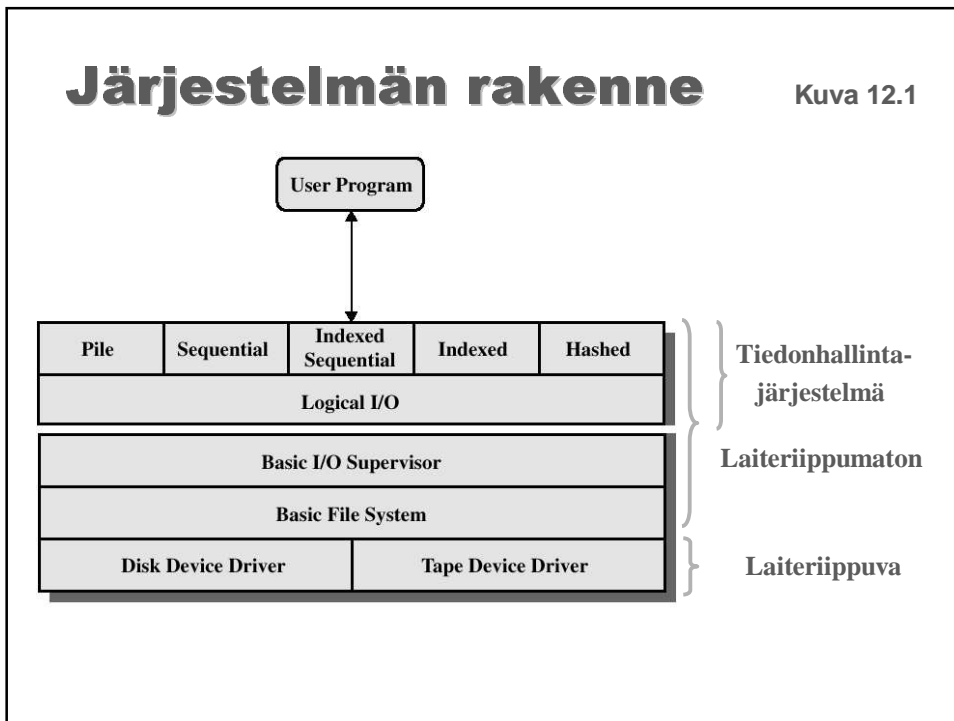 Järjestelmän rakenne Kuva 12.1
User Program
Pile Sequential Indexed Sequential Indexed Hashed
Logical I/O
Basic I/O Supervisor
Basic File System
Disk Device Driver Tape Device Driver
Tiedonhallinta-
järjestelmä
Laiteriippumaton
Laiteriippuva